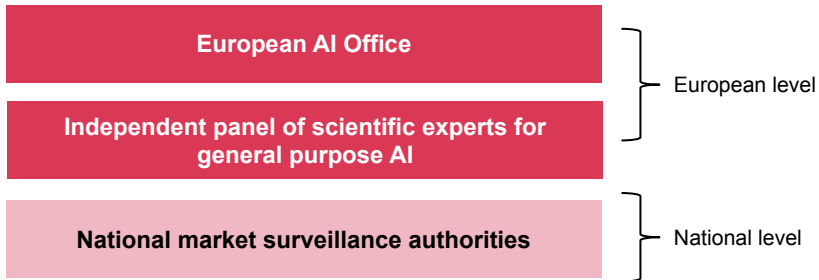 European AI Office
European level
Independent panel of scientific experts for
general purpose AI
National market surveillance authorities
National level